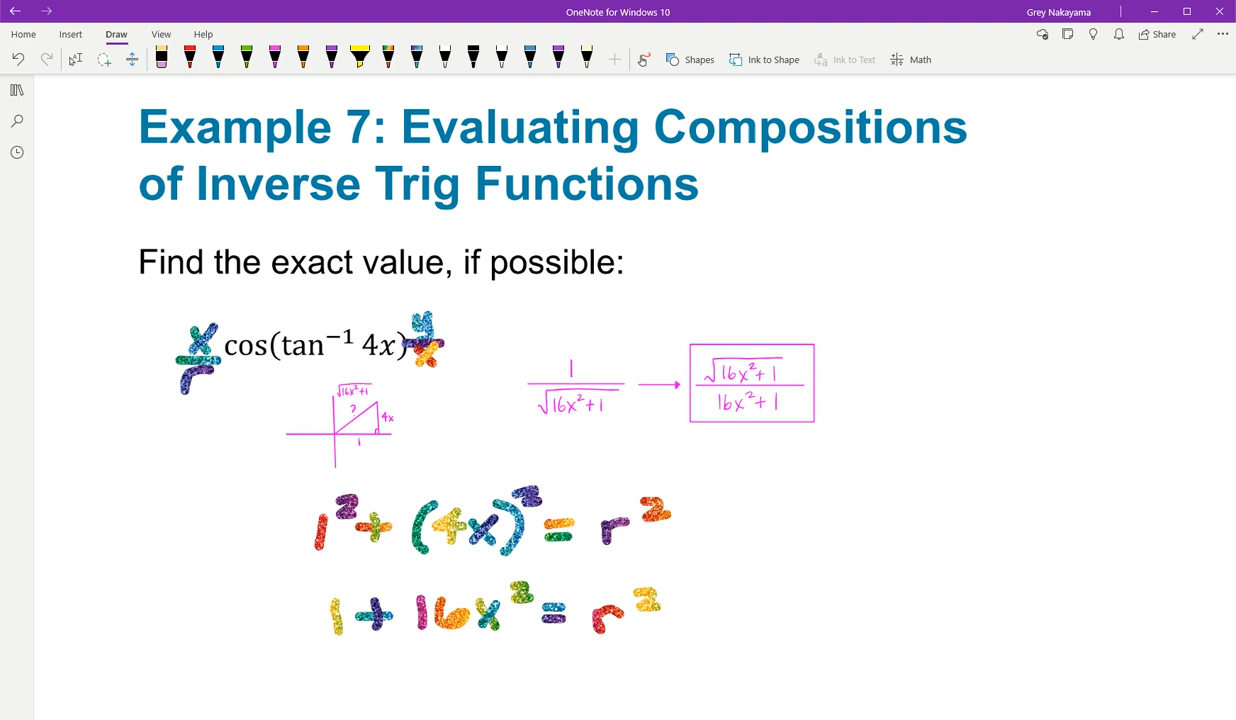 OneNote for Windows 10
Grey Nakayama
Home Insert Draw View Help
Share
Shapes Ink to Shape Ink to Text Math
Example 7: Evaluating Compositions
of Inverse Trig Functions
Find the exact value, if possible:
x/r cos(tan⁻¹ 4x) y/x
√(16x²+1)
?
4x
1
1/√(16x²+1) → √(16x²+1)/(16x²+1)
1² + (4x)² = r²
1 + 16x² = r²